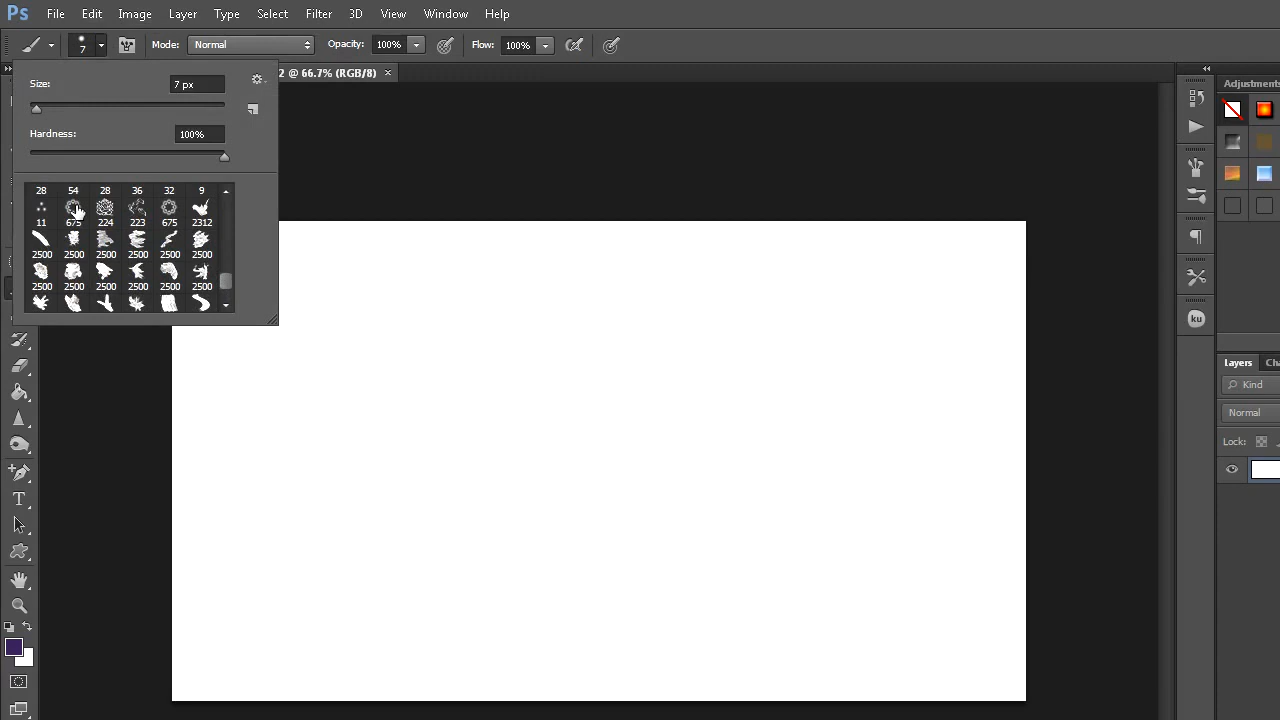 Ps File Edit Image Layer Type Select Filter 3D View Window Help
7 Mode: Normal Opacity: 100% Flow: 100%
2 @ 66.7% (RGB/8) ×
Adjustments
Size: 7 px
Hardness: 100%
28 54 28 36 32 9
11 675 224 223 675 2312
2500 2500 2500 2500 2500 2500
2500 2500 2500 2500 2500 2500
ku
Layers Cha
Kind
Normal
Lock:
T